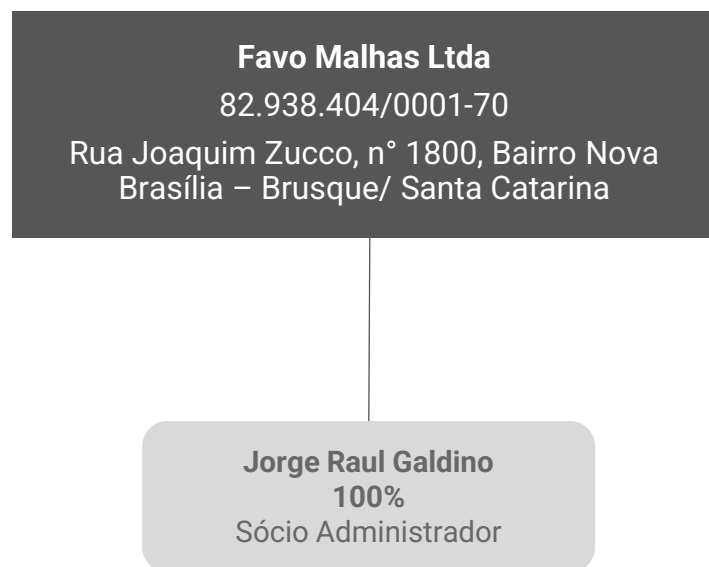 Favo Malhas Ltda
82.938.404/0001-70
Rua Joaquim Zucco, n° 1800, Bairro Nova
Brasília – Brusque/ Santa Catarina
Jorge Raul Galdino
100%
Sócio Administrador